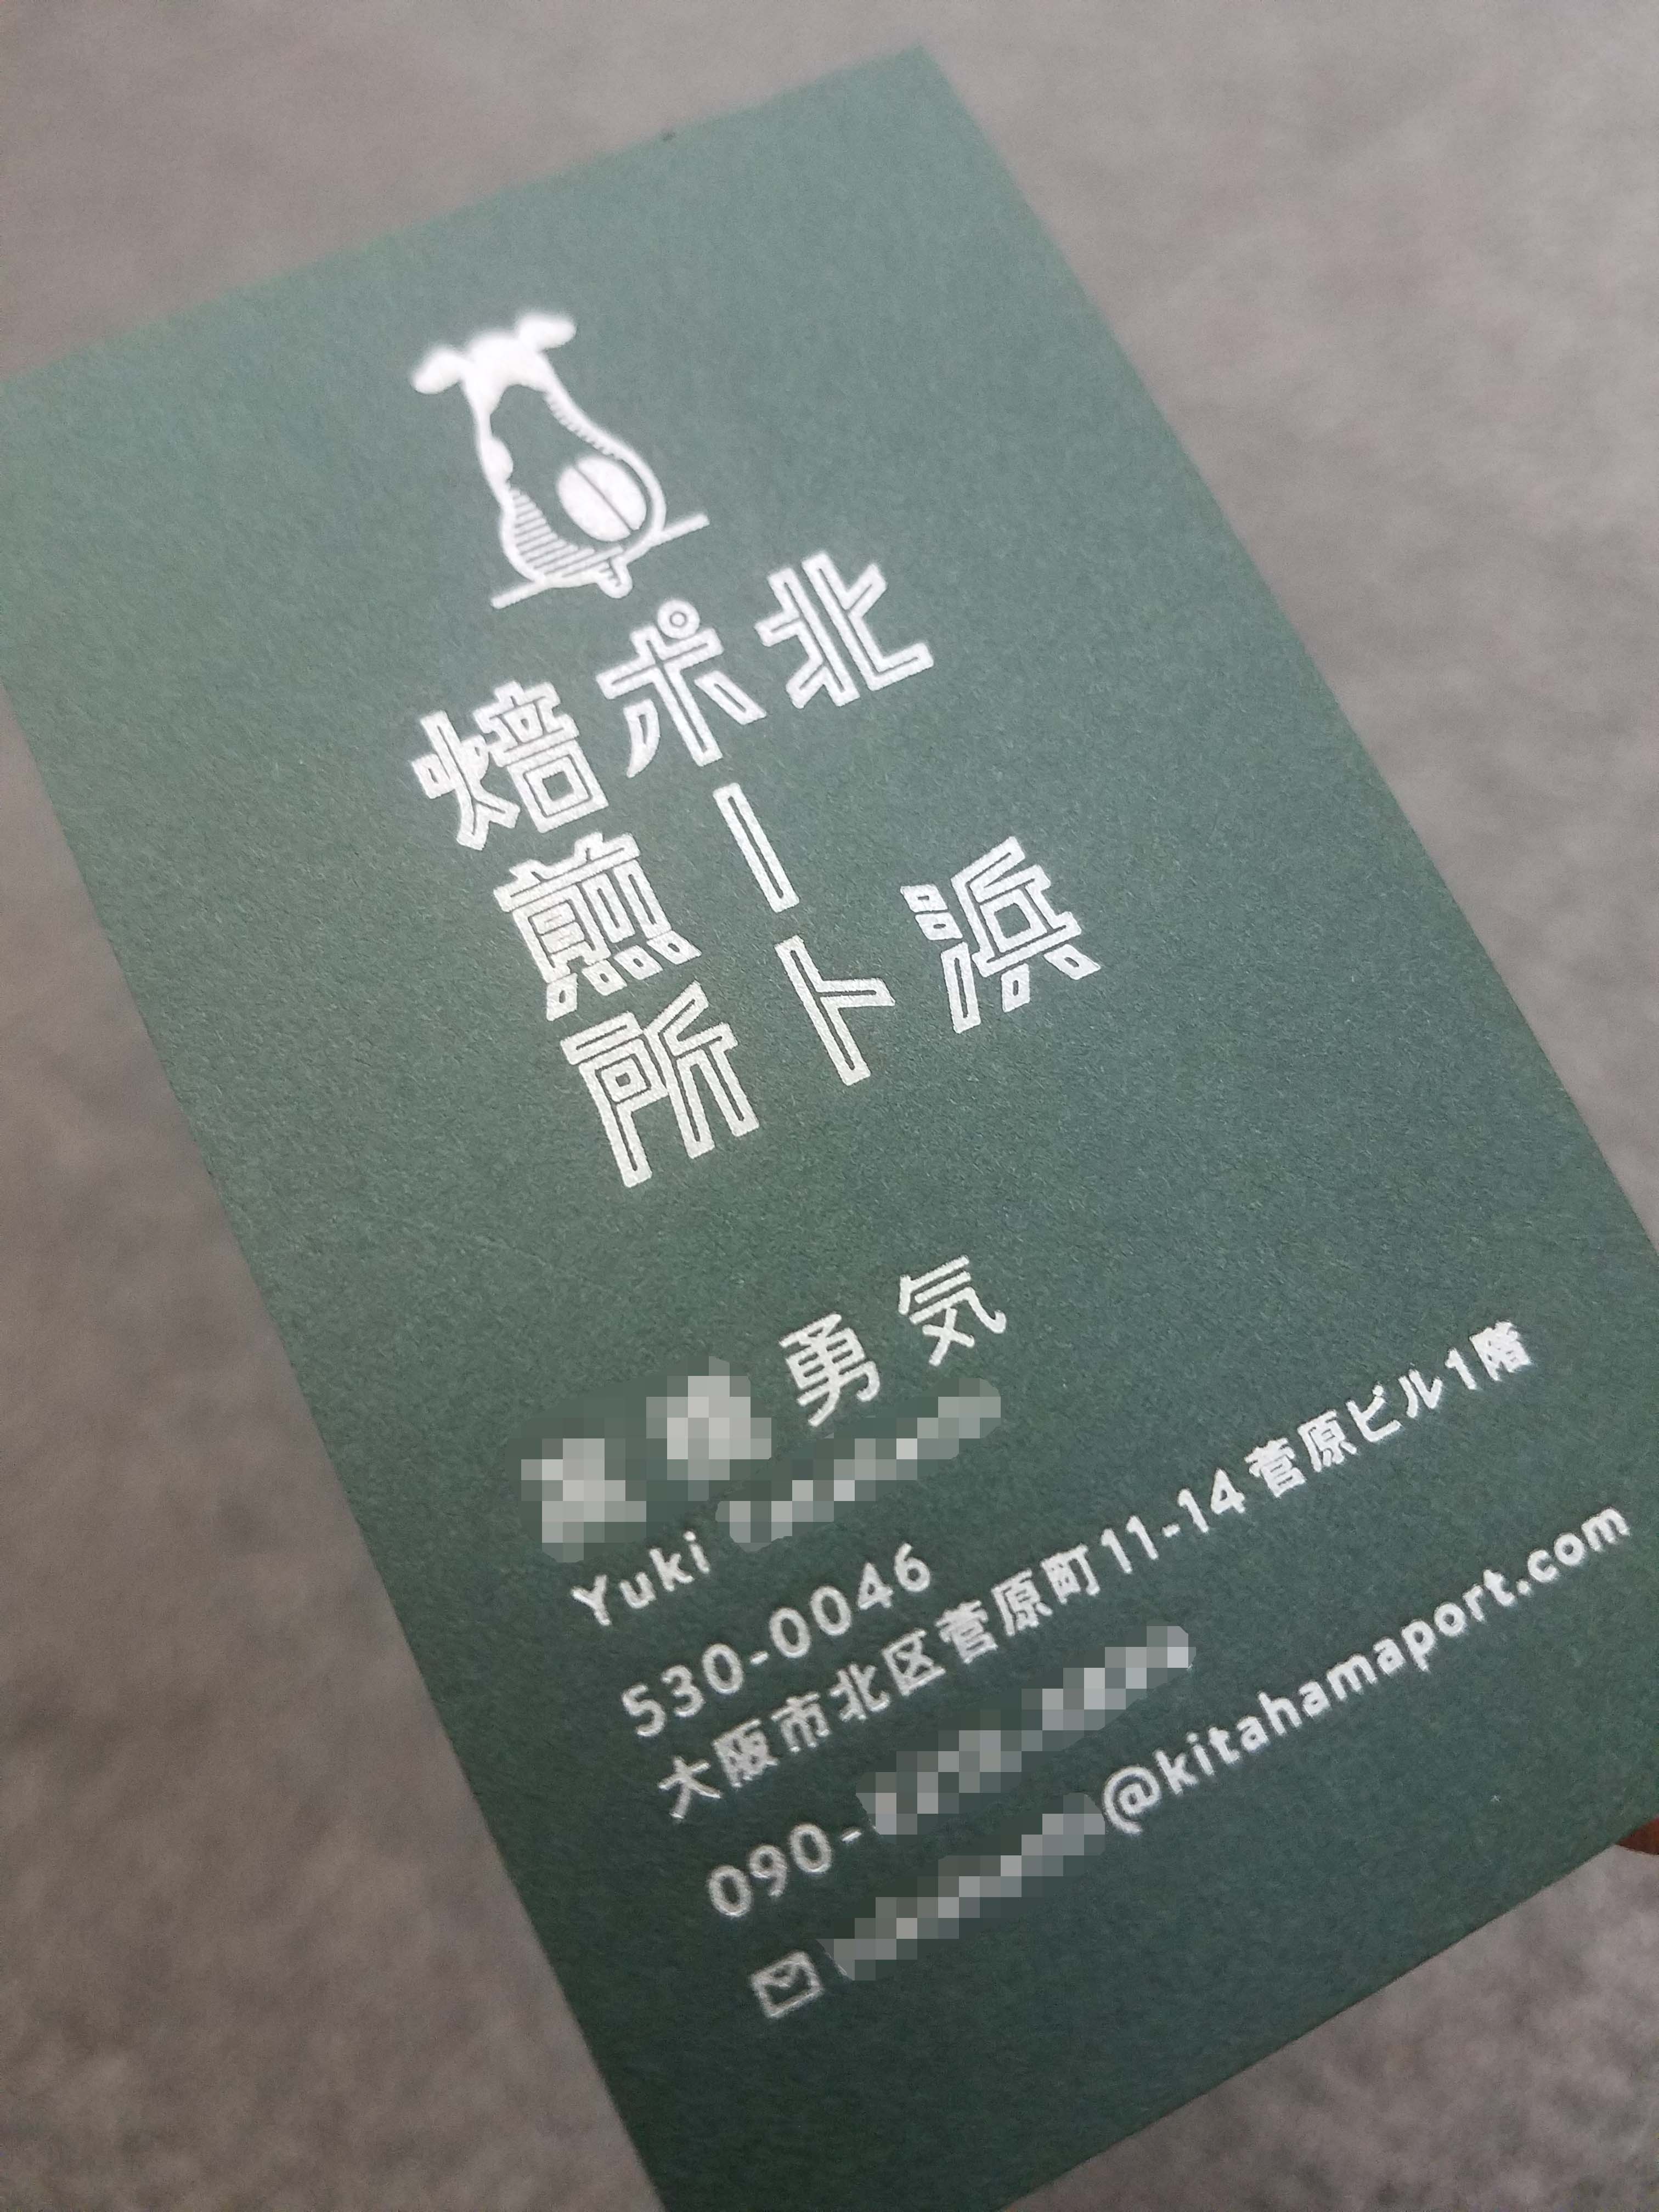 北浜
ポート
焙煎所
勇気
Yuki
530-0046
大阪市北区菅原町11-14 菅原ビル1階
090-
@kitahamaport.com